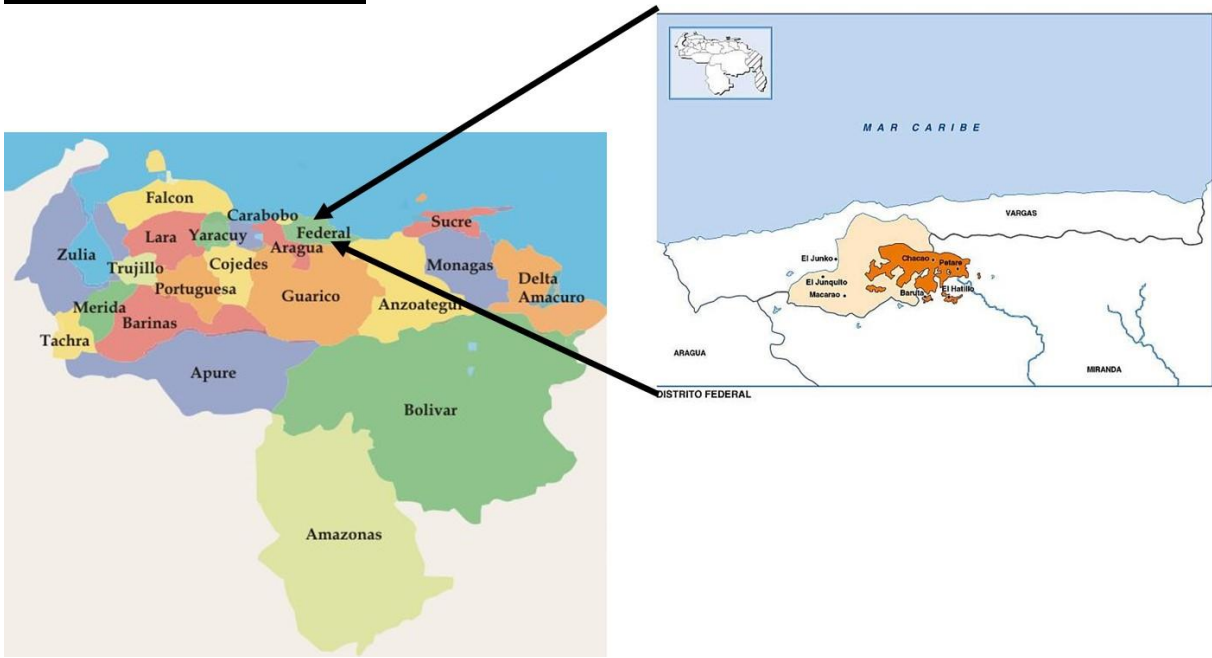 Falcon
Carabobo
Federal
Sucre
Zulia
Lara
Yaracuy
Aragua
Trujillo
Cojedes
Monagas
Portuguesa
Guarico
Delta
Amacuro
Merida
Anzoategui
Barinas
Tachra
Apure
Bolivar
Amazonas
MAR CARIBE
VARGAS
El Junko
Chacao
Petare
El Junquito
Macarao
Baruta
El Hatillo
ARAGUA
MIRANDA
DISTRITO FEDERAL